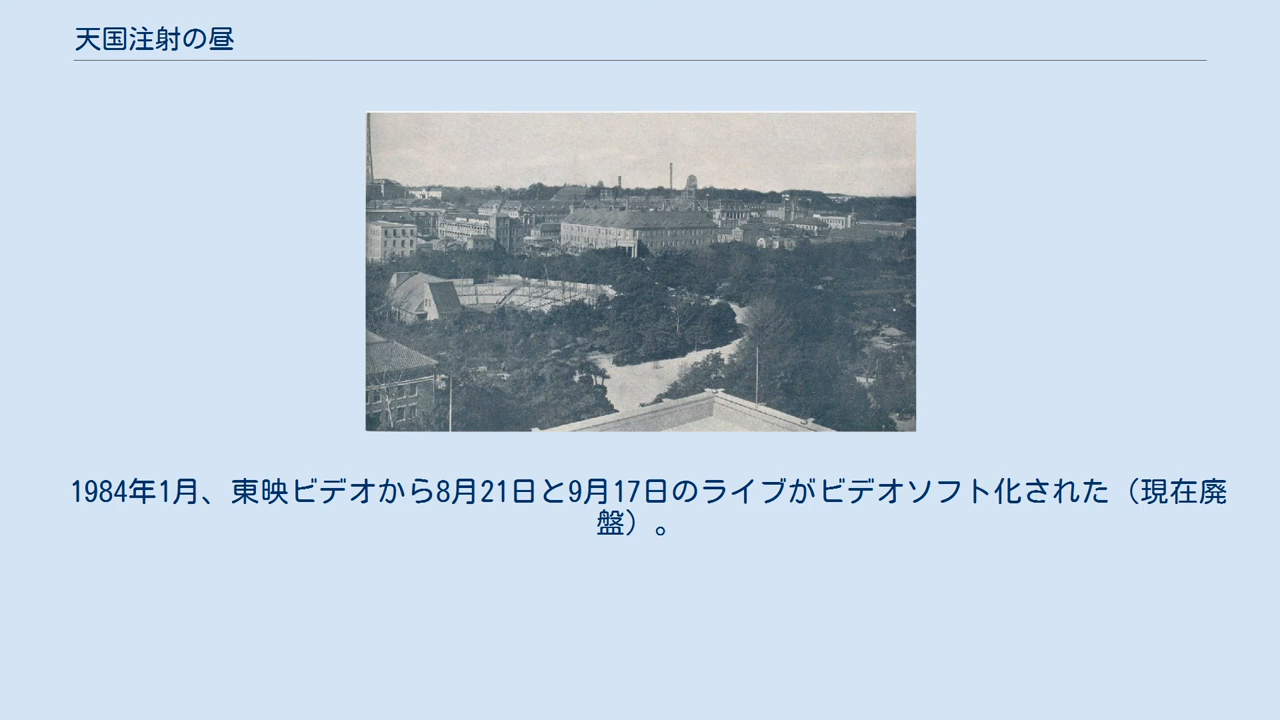 天国注射の昼
1984年1月、東映ビデオから8月21日と9月17日のライブがビデオソフト化された（現在廃
盤）。